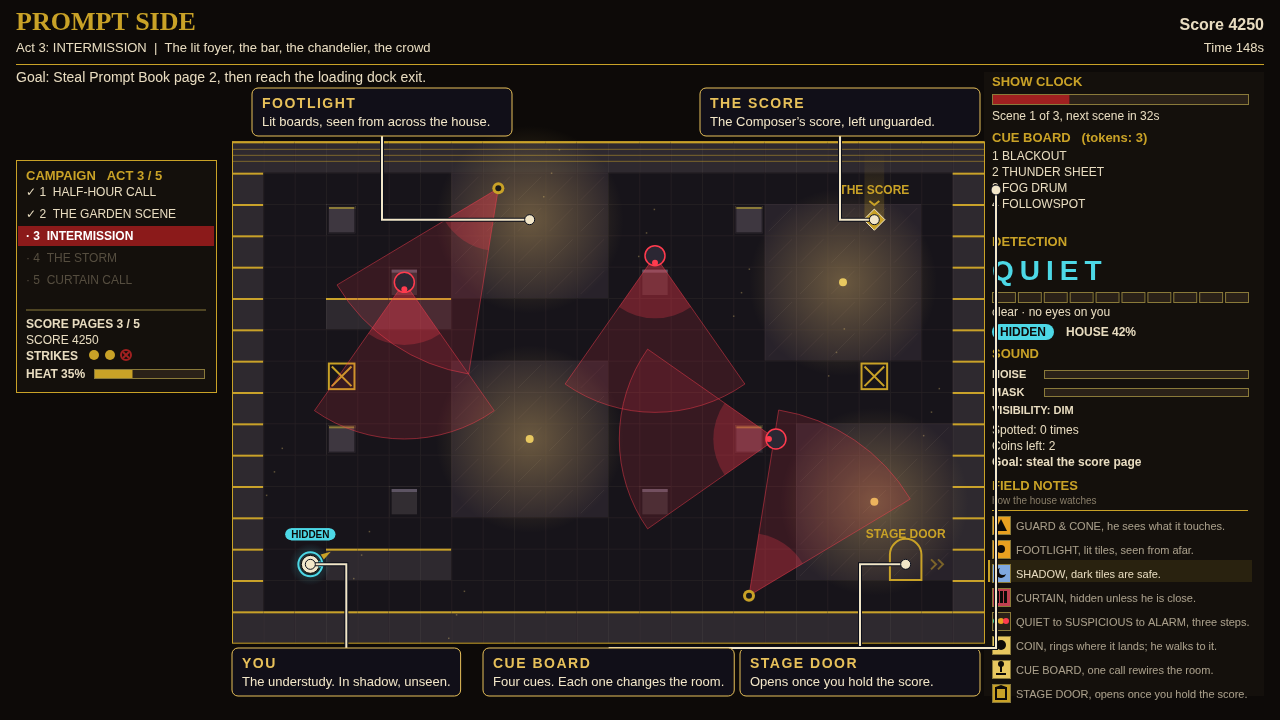 PROMPT SIDE
Score 4250
Act 3: INTERMISSION | The lit foyer, the bar, the chandelier, the crowd
Time 148s
Goal: Steal Prompt Book page 2, then reach the loading dock exit.
FOOTLIGHT
Lit boards, seen from across the house.
THE SCORE
The Composer's score, left unguarded.
CAMPAIGN ACT 3 / 5
✓ 1 HALF-HOUR CALL
✓ 2 THE GARDEN SCENE
· 3 INTERMISSION
· 4 THE STORM
· 5 CURTAIN CALL
SCORE PAGES 3 / 5
SCORE 4250
STRIKES
HEAT 35%
THE SCORE
HIDDEN
STAGE DOOR
YOU
The understudy. In shadow, unseen.
CUE BOARD
Four cues. Each one changes the room.
STAGE DOOR
Opens once you hold the score.
SHOW CLOCK
Scene 1 of 3, next scene in 32s
CUE BOARD (tokens: 3)
1 BLACKOUT
2 THUNDER SHEET
3 FOG DRUM
4 FOLLOWSPOT
DETECTION
QUIET
clear · no eyes on you
HIDDEN HOUSE 42%
SOUND
NOISE
MASK
VISIBILITY: DIM
Spotted: 0 times
Coins left: 2
Goal: steal the score page
FIELD NOTES
how the house watches
GUARD & CONE, he sees what it touches.
FOOTLIGHT, lit tiles, seen from afar.
SHADOW, dark tiles are safe.
CURTAIN, hidden unless he is close.
QUIET to SUSPICIOUS to ALARM, three steps.
COIN, rings where it lands; he walks to it.
CUE BOARD, one call rewires the room.
STAGE DOOR, opens once you hold the score.